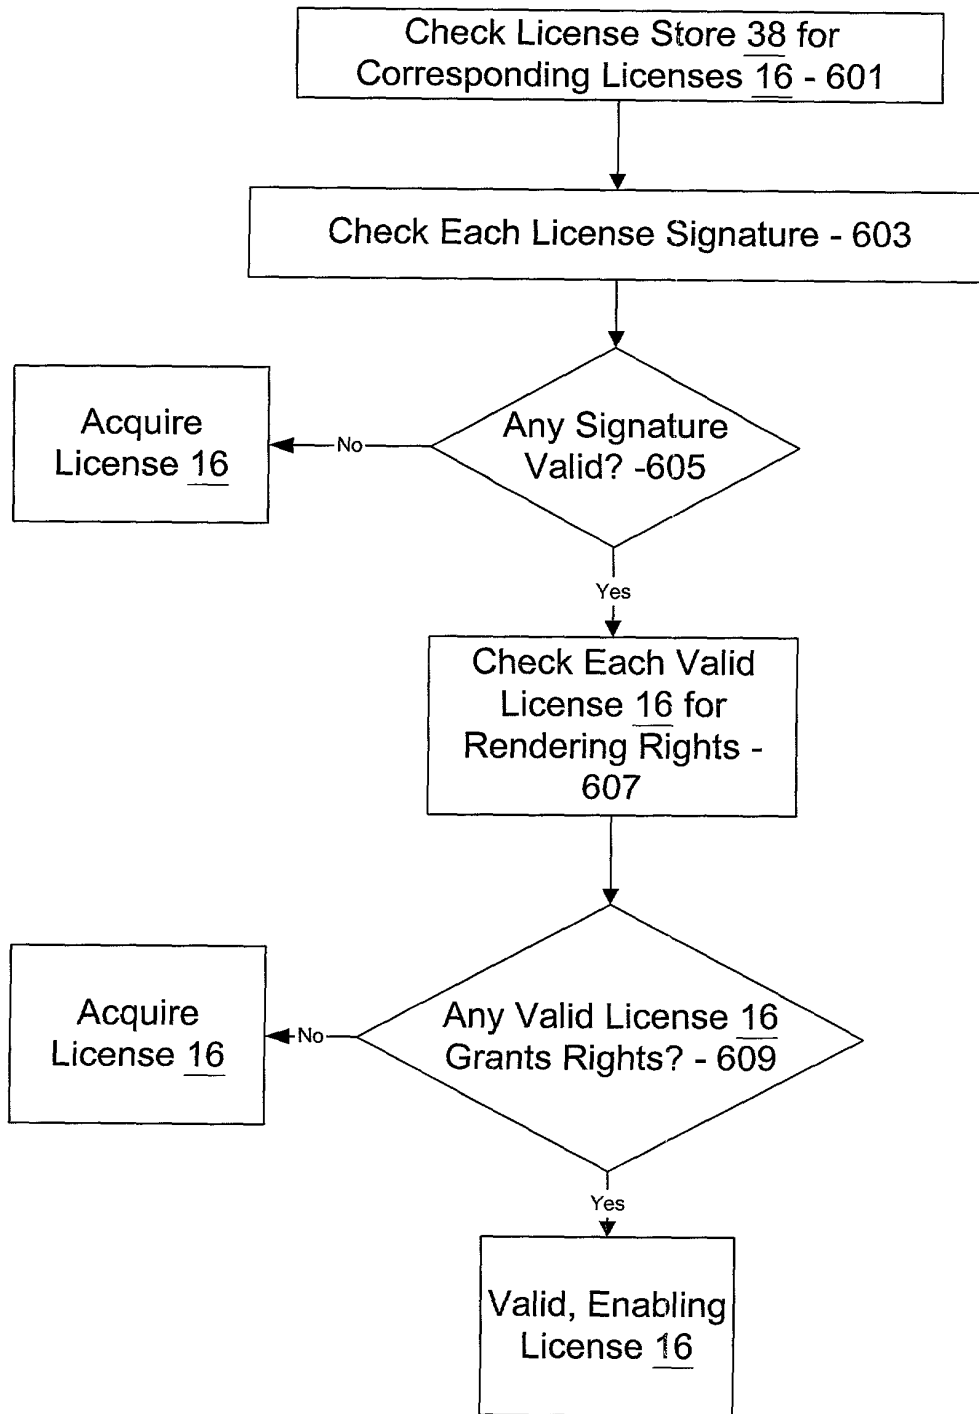 Check License Store 38 for
Corresponding Licenses 16 - 601
Check Each License Signature - 603
Any Signature
Valid? -605
No
Acquire
License 16
Yes
Check Each Valid
License 16 for
Rendering Rights -
607
Any Valid License 16
Grants Rights? - 609
No
Acquire
License 16
Yes
Valid, Enabling
License 16